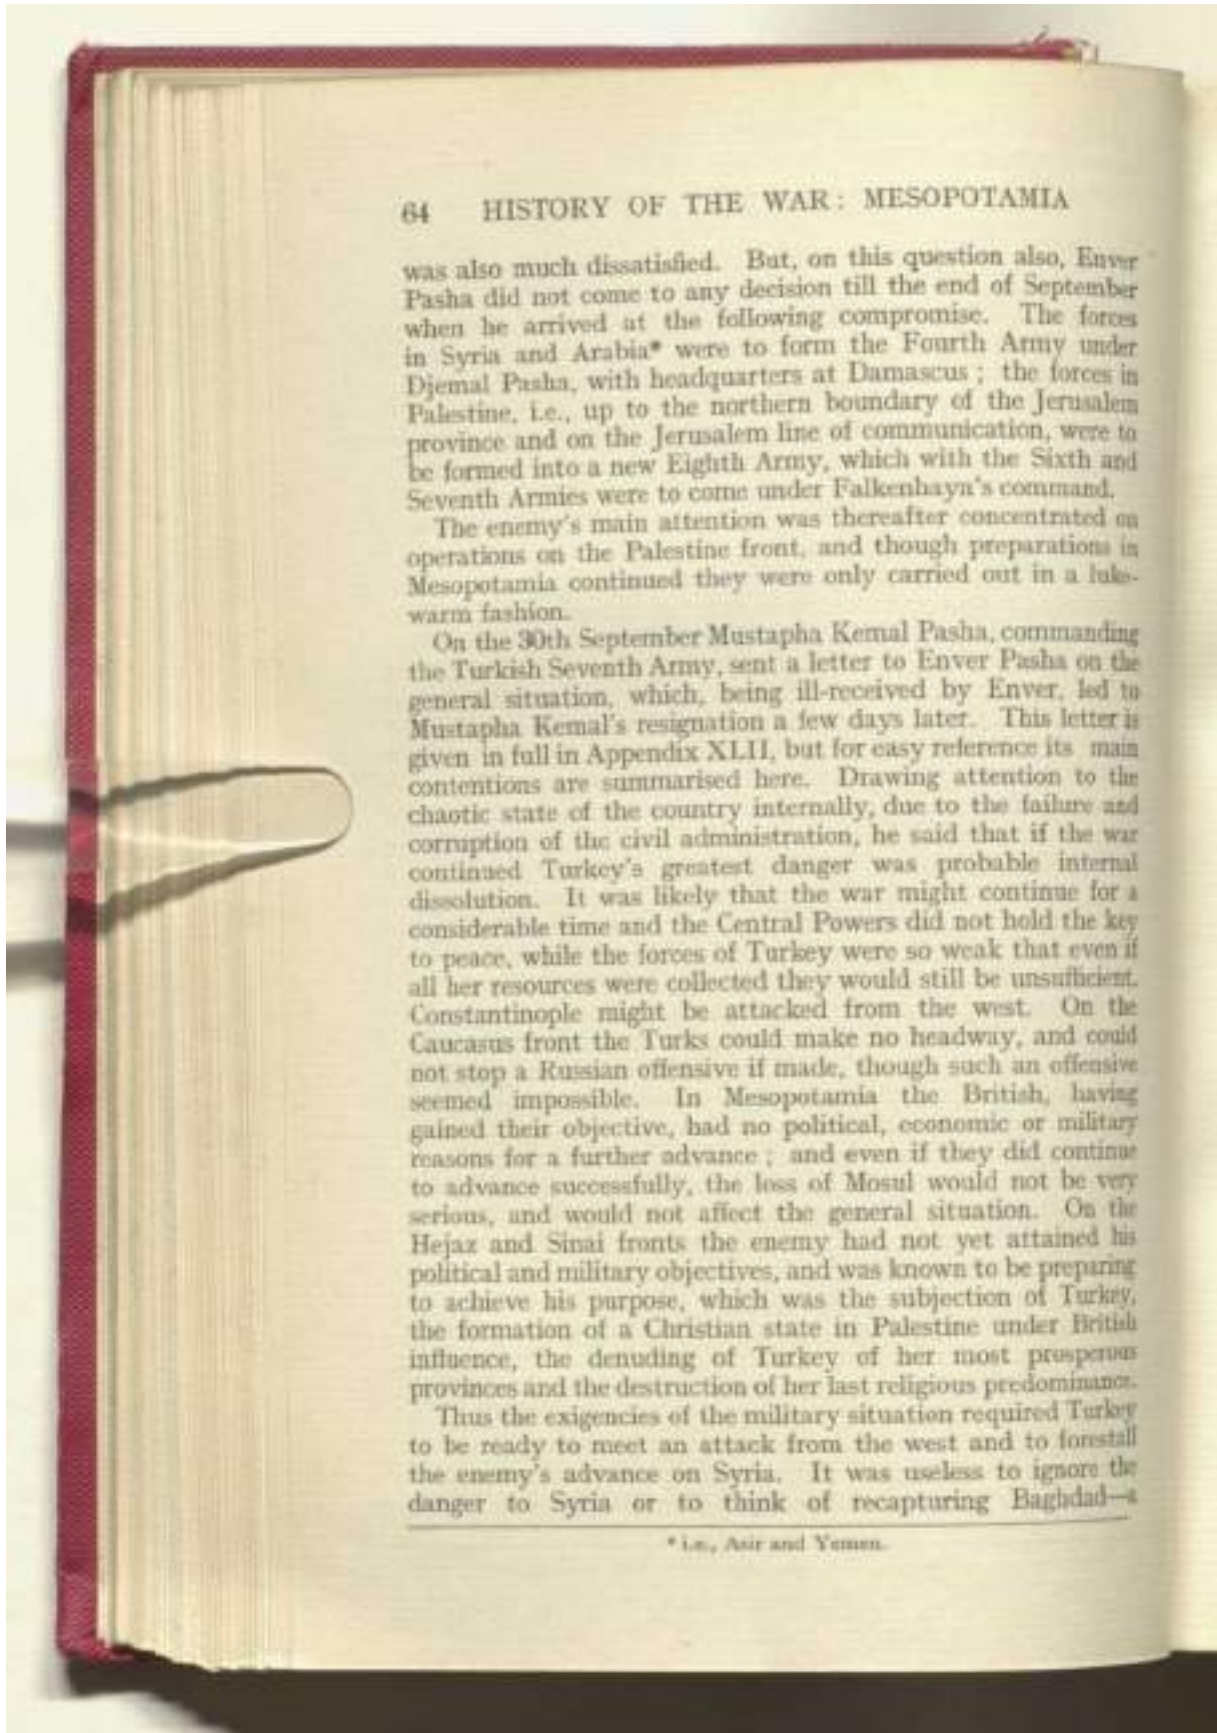 64 HISTORY OF THE WAR: MESOPOTAMIA
was also much dissatisfied. But, on this question also, Enver
Pasha did not come to any decision till the end of September
when he arrived at the following compromise. The forces
in Syria and Arabia* were to form the Fourth Army under
Djemal Pasha, with headquarters at Damascus; the forces in
Palestine, i.e., up to the northern boundary of the Jerusalem
province and on the Jerusalem line of communication, were to
be formed into a new Eighth Army, which with the Sixth and
Seventh Armies were to come under Falkenhayn's command.
The enemy's main attention was thereafter concentrated on
operations on the Palestine front, and though preparations in
Mesopotamia continued they were only carried out in a luke-
warm fashion.
On the 30th September Mustapha Kemal Pasha, commanding
the Turkish Seventh Army, sent a letter to Enver Pasha on the
general situation, which, being ill-received by Enver, led to
Mustapha Kemal's resignation a few days later. This letter is
given in full in Appendix XLII, but for easy reference its main
contentions are summarised here. Drawing attention to the
chaotic state of the country internally, due to the failure and
corruption of the civil administration, he said that if the war
continued Turkey's greatest danger was probable internal
dissolution. It was likely that the war might continue for a
considerable time and the Central Powers did not hold the key
to peace, while the forces of Turkey were so weak that even if
all her resources were collected they would still be unsufficient.
Constantinople might be attacked from the west. On the
Caucasus front the Turks could make no headway, and could
not stop a Russian offensive if made, though such an offensive
seemed impossible. In Mesopotamia the British, having
gained their objective, had no political, economic or military
reasons for a further advance; and even if they did continue
to advance successfully, the loss of Mosul would not be very
serious, and would not affect the general situation. On the
Hejaz and Sinai fronts the enemy had not yet attained his
political and military objectives, and was known to be preparing
to achieve his purpose, which was the subjection of Turkey,
the formation of a Christian state in Palestine under British
influence, the denuding of Turkey of her most prosperous
provinces and the destruction of her last religious predominance.
Thus the exigencies of the military situation required Turkey
to be ready to meet an attack from the west and to forestall
the enemy's advance on Syria. It was useless to ignore the
danger to Syria or to think of recapturing Baghdad—a
* i.e., Asir and Yemen.